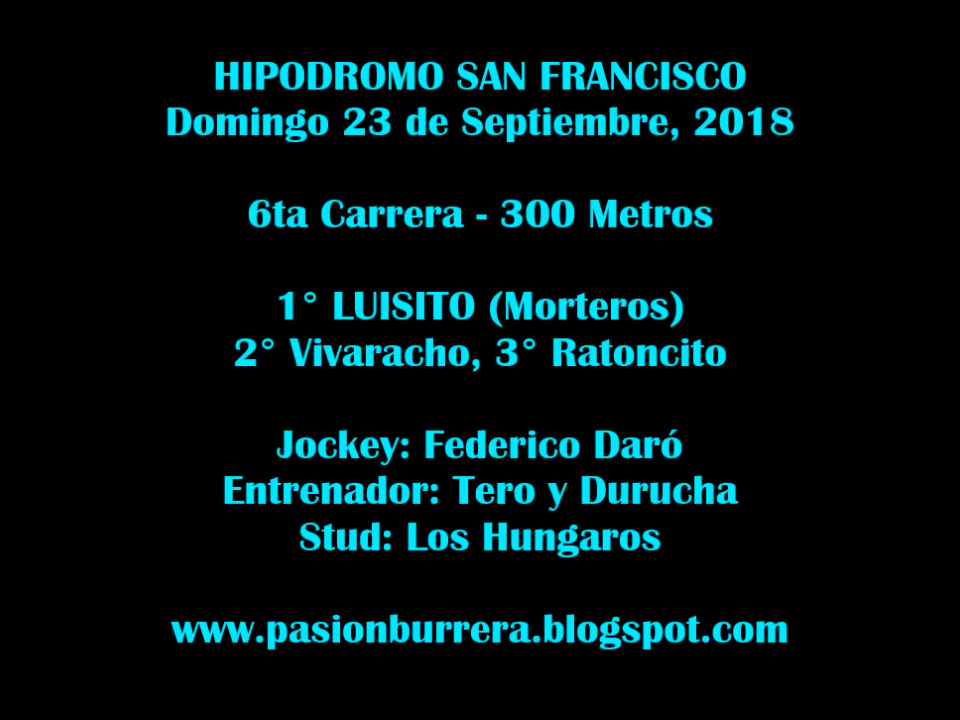 HIPODROMO SAN FRANCISCO
Domingo 23 de Septiembre, 2018
6ta Carrera - 300 Metros
1° LUISITO (Morteros)
2° Vivaracho, 3° Ratoncito
Jockey: Federico Daró
Entrenador: Tero y Durucha
Stud: Los Hungaros
www.pasionburrera.blogspot.com